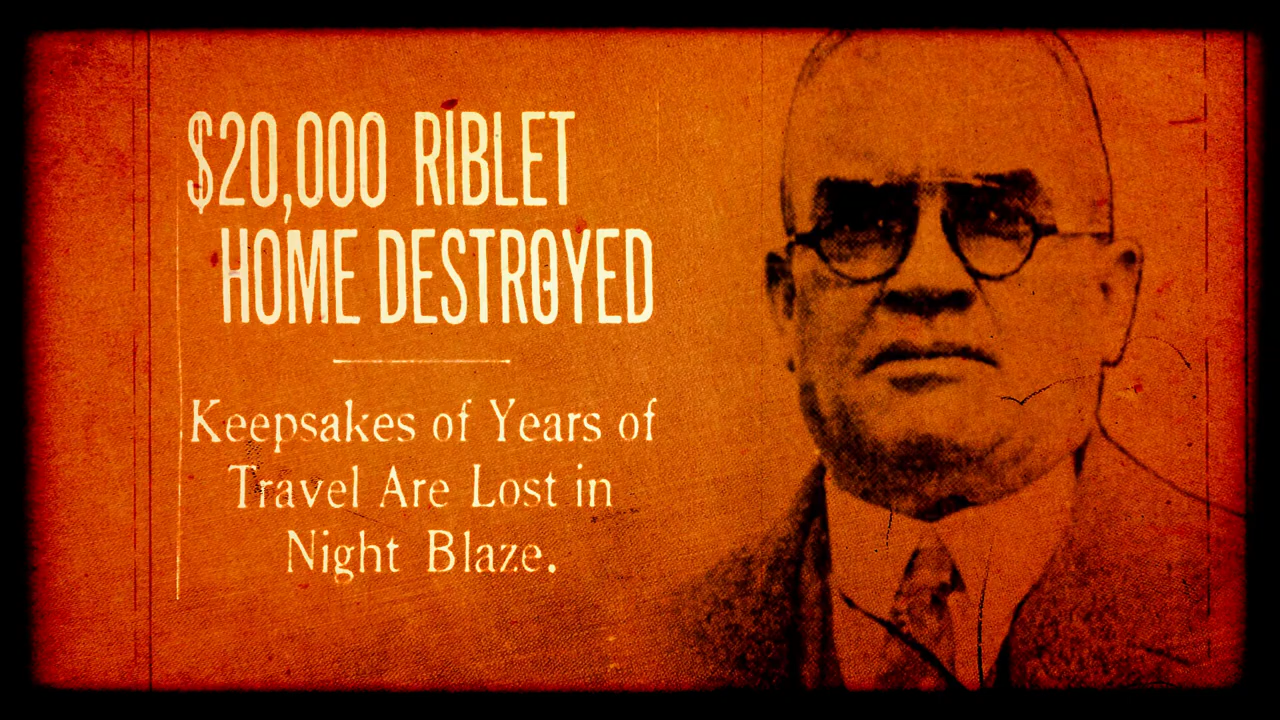 $20,000 RIBLET
HOME DESTROYED
Keepsakes of Years of
Travel Are Lost in
Night Blaze.